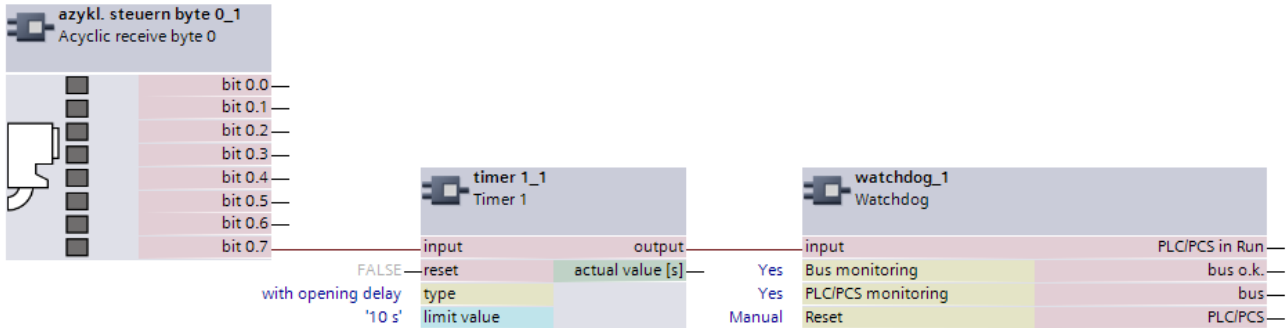 azykl. steuern byte 0_1
Acyclic receive byte 0
bit 0.0
bit 0.1
bit 0.2
bit 0.3
bit 0.4
bit 0.5
bit 0.6
bit 0.7
timer 1_1
Timer 1
input output
FALSE reset actual value [s]
with opening delay type
'10 s' limit value
watchdog_1
Watchdog
input PLC/PCS in Run
Yes Bus monitoring bus o.k.
Yes PLC/PCS monitoring bus
Manual Reset PLC/PCS